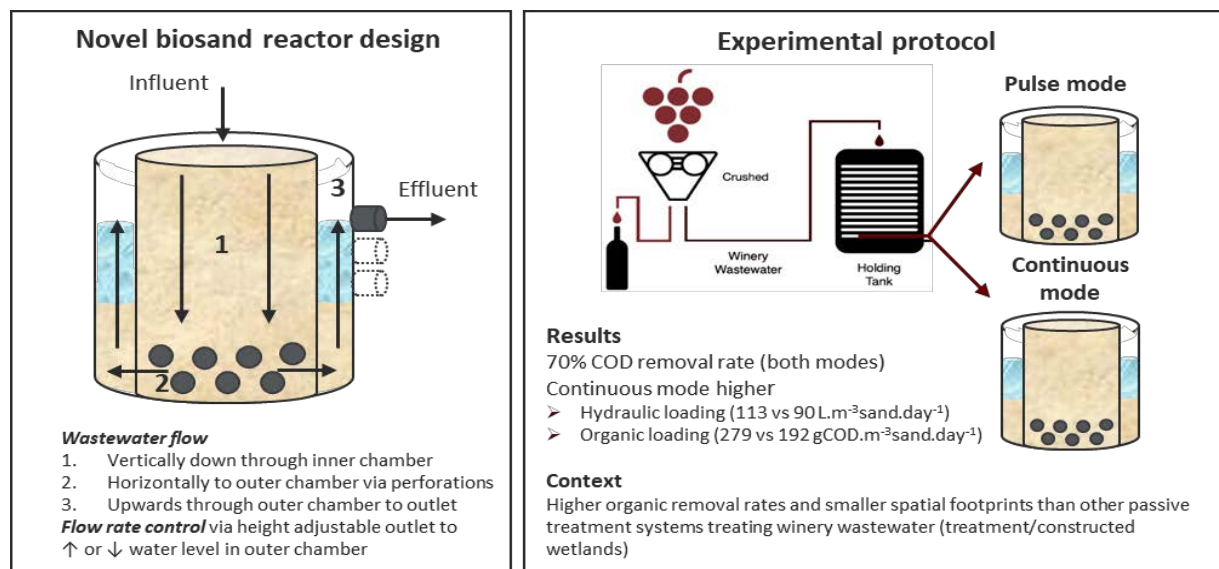 Novel biosand reactor design
Influent
3
Effluent
1
2
Wastewater flow
1. Vertically down through inner chamber
2. Horizontally to outer chamber via perforations
3. Upwards through outer chamber to outlet
Flow rate control via height adjustable outlet to
↑ or ↓ water level in outer chamber
Experimental protocol
Crushed
Winery
Wastewater
Holding
Tank
Pulse mode
Continuous
mode
Results
70% COD removal rate (both modes)
Continuous mode higher
➢ Hydraulic loading (113 vs 90 L.m⁻³sand.day⁻¹)
➢ Organic loading (279 vs 192 gCOD.m⁻³sand.day⁻¹)
Context
Higher organic removal rates and smaller spatial footprints than other passive
treatment systems treating winery wastewater (treatment/constructed
wetlands)